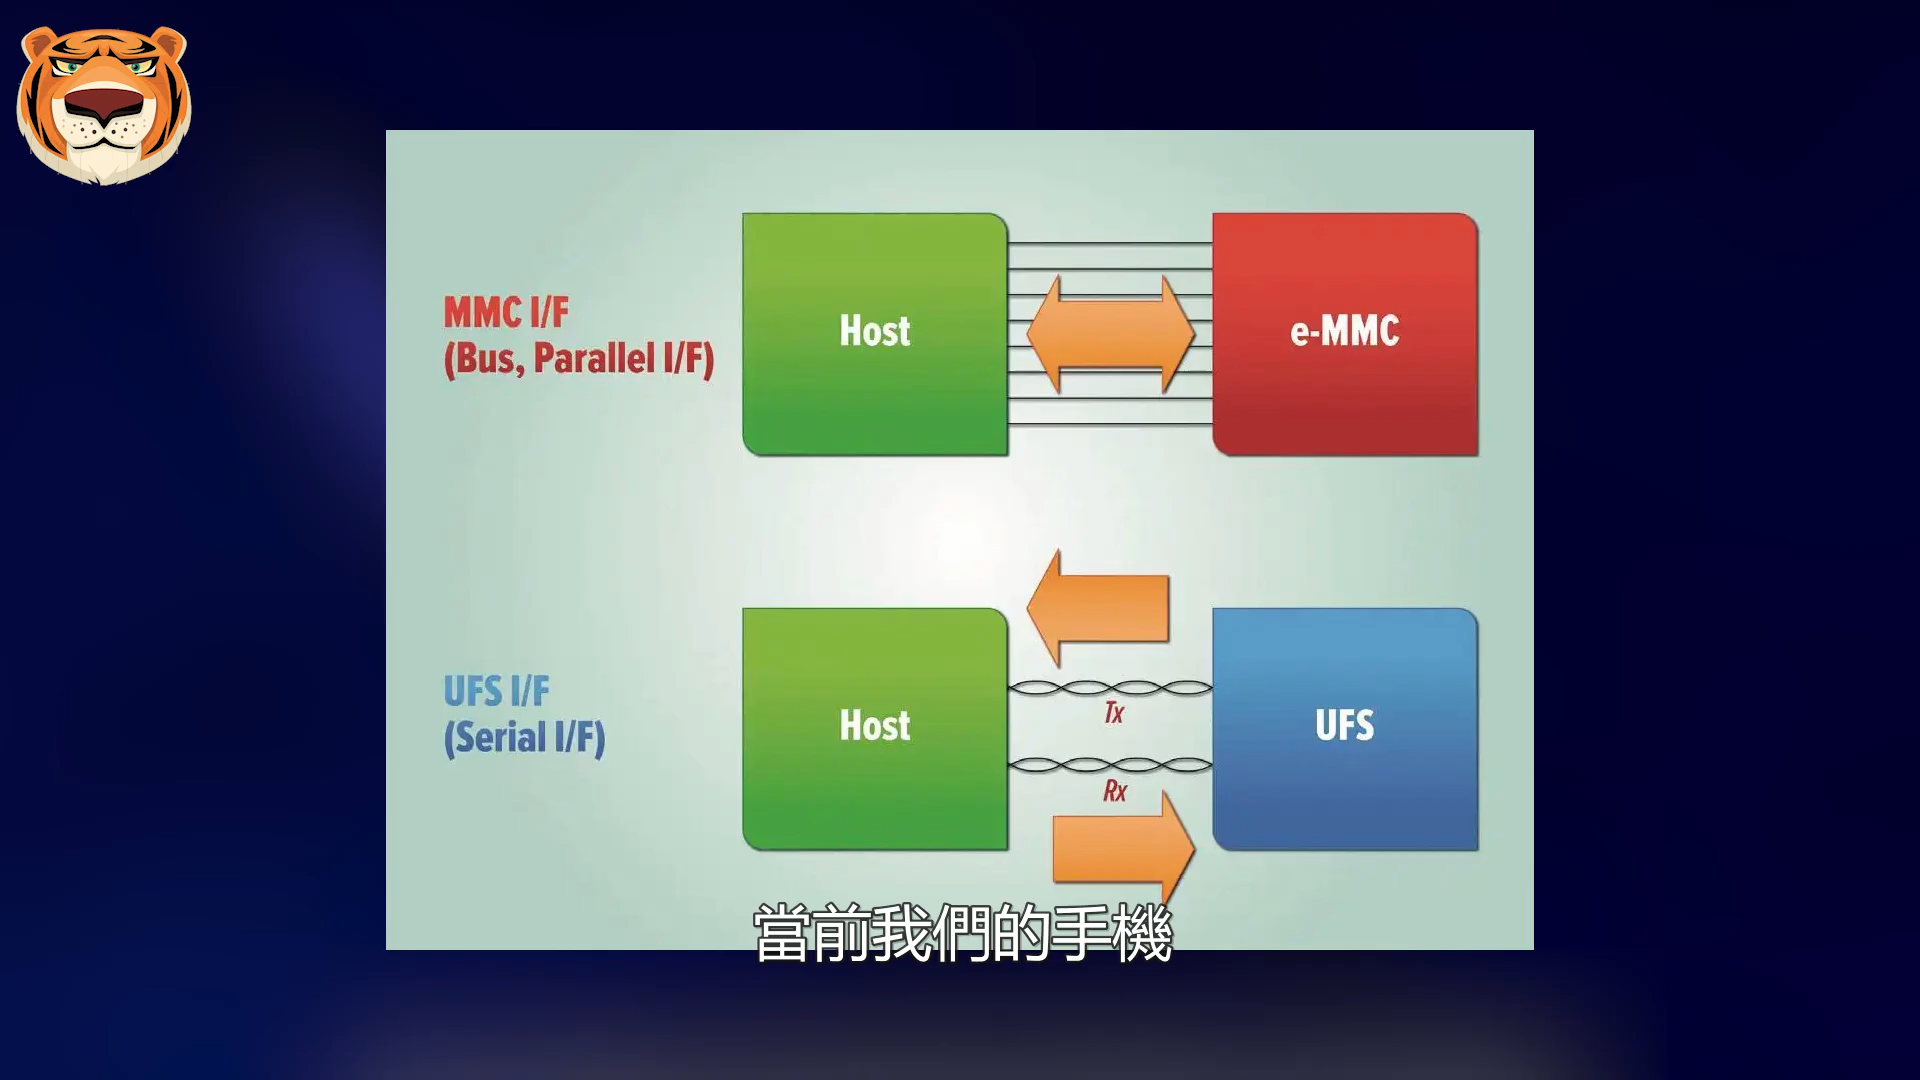 MMC I/F
(Bus, Parallel I/F)
Host
e-MMC
UFS I/F
(Serial I/F)
Host
Tx
Rx
UFS
當前我們的手機